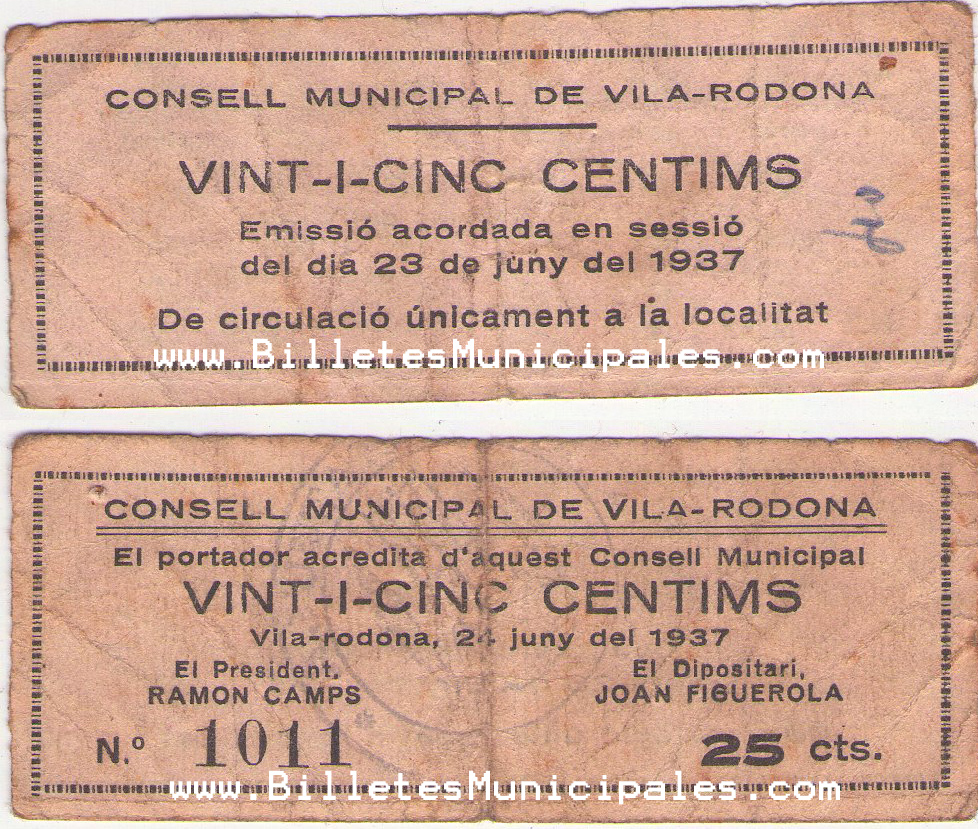 CONSELL MUNICIPAL DE VILA-RODONA
VINT-I-CINC CENTIMS
Emissió acordada en sessió
del dia 23 de juny del 1937
De circulació únicament a la localitat
www.BilletesMunicipales.com
CONSELL MUNICIPAL DE VILA-RODONA
El portador acredita d'aquest Consell Municipal
VINT-I-CINC CENTIMS
Vila-rodona, 24 juny del 1937
El President, El Dipositari,
RAMON CAMPS JOAN FIGUEROLA
N.º 1011 25 cts.
www.BilletesMunicipales.com